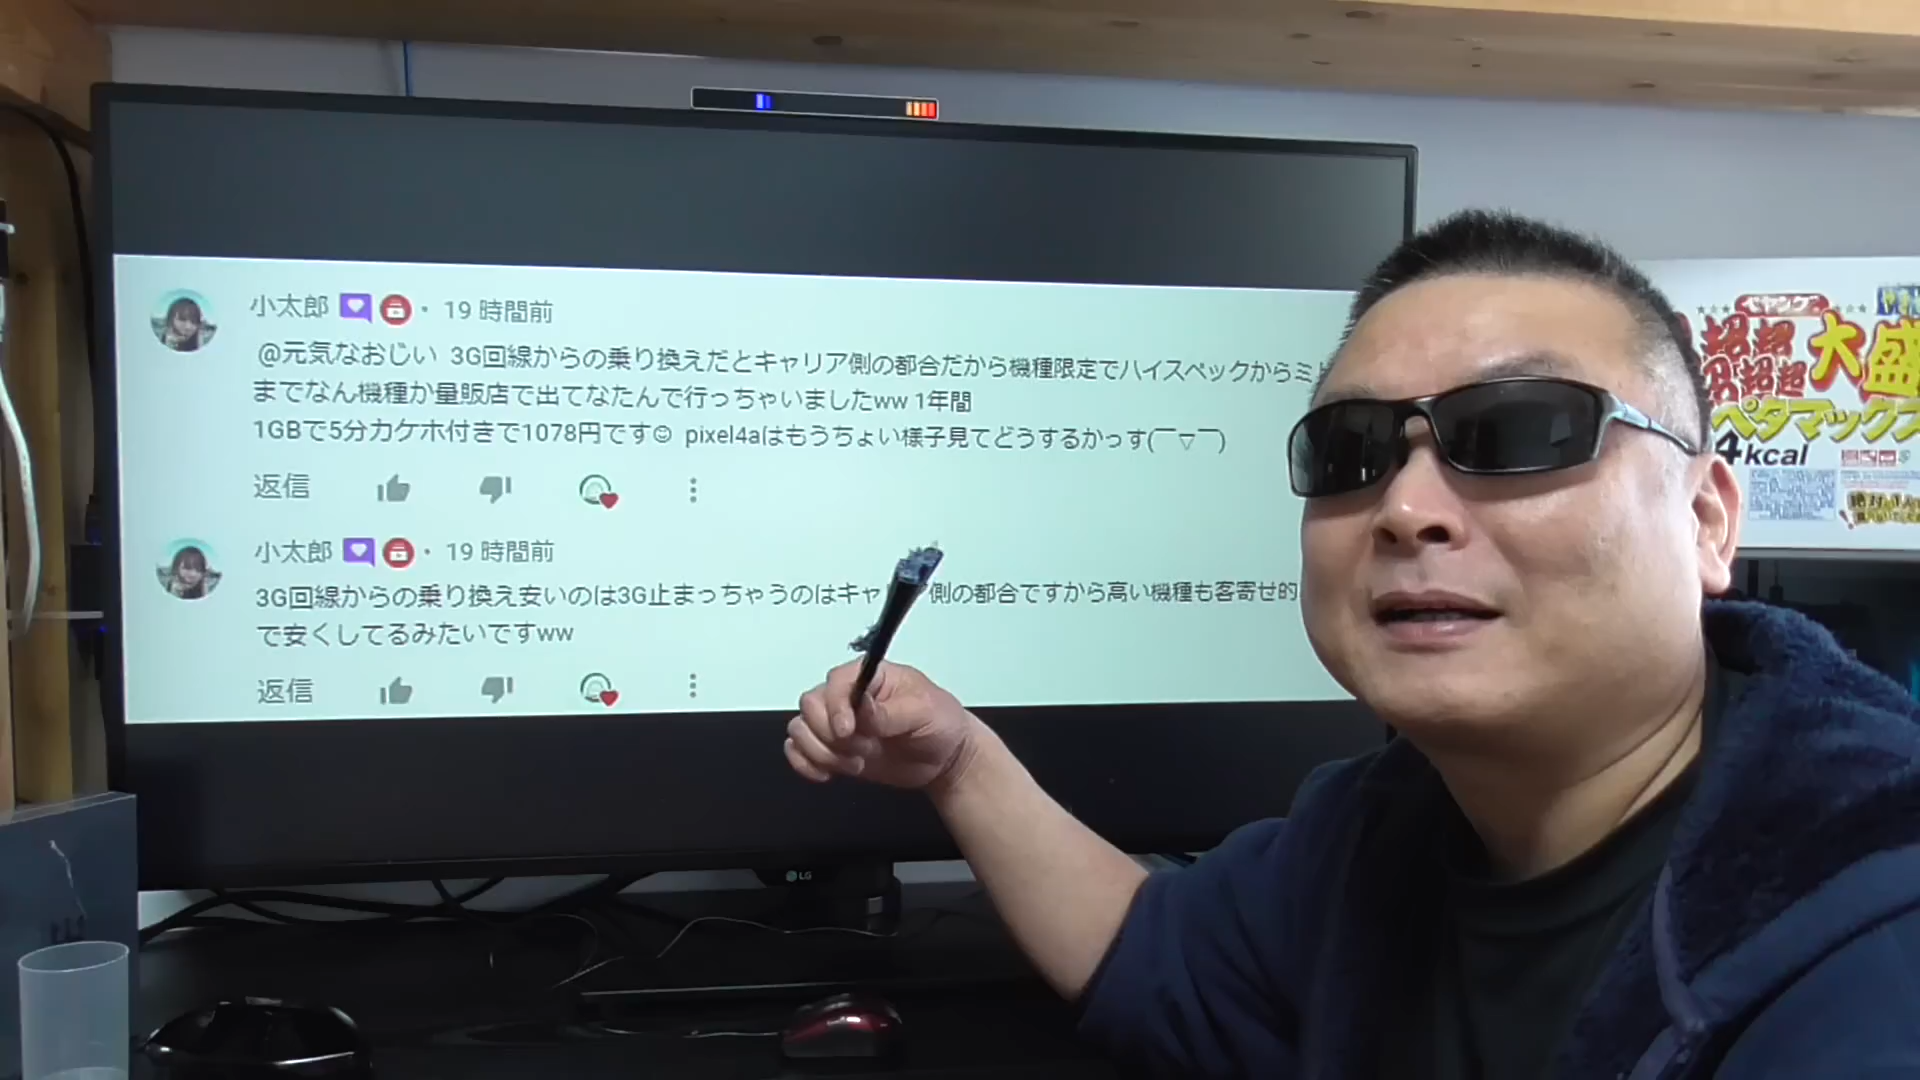 小太郎 ・ 19 時間前
@元気なおじい 3G回線からの乗り換えだとキャリア側の都合だから機種限定でハイスペックからミド
までなん機種か量販店で出てなたんで行っちゃいましたww 1年間
1GBで5分カケホ付きで1078円です☺ pixel4aはもうちょい様子見てどうするかっす(￣▽￣)
返信
小太郎 ・ 19 時間前
3G回線からの乗り換え安いのは3G止まっちゃうのはキャ 側の都合ですから高い機種も客寄せ的
で安くしてるみたいですww
返信
LG
ペヤング
超超
超超 大盛
ペタマックス
4kcal